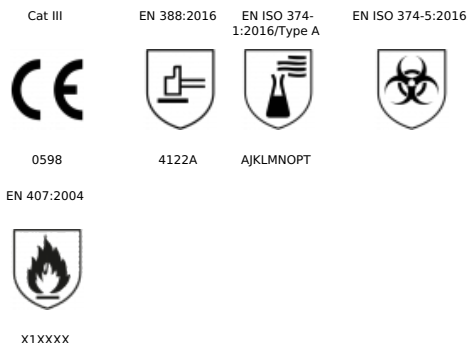 Cat III
EN 388:2016
EN ISO 374-
1:2016/Type A
EN ISO 374-5:2016
CE
0598
4122A
AJKLMNOPT
EN 407:2004
X1XXXX